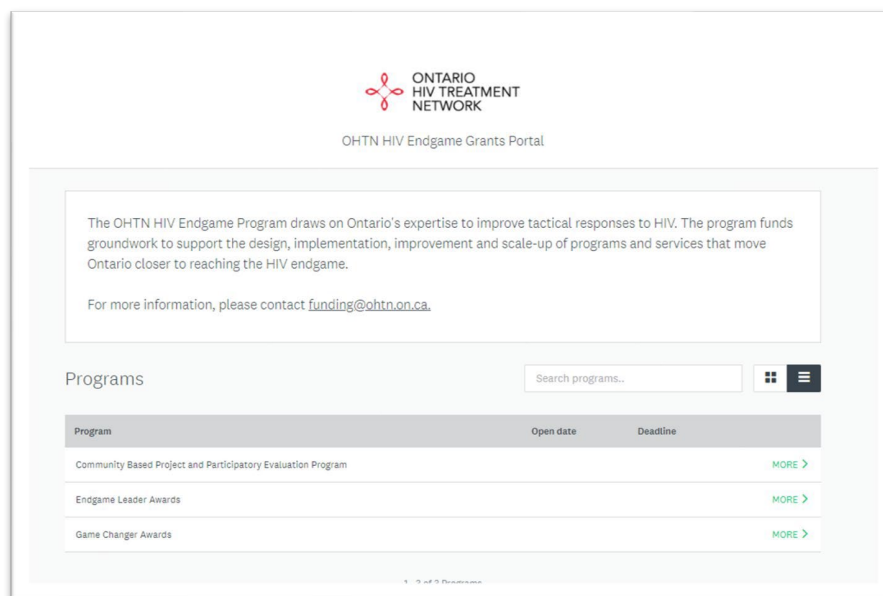 ONTARIO
HIV TREATMENT
NETWORK
OHTN HIV Endgame Grants Portal
The OHTN HIV Endgame Program draws on Ontario's expertise to improve tactical responses to HIV. The program funds
groundwork to support the design, implementation, improvement and scale-up of programs and services that move
Ontario closer to reaching the HIV endgame.
For more information, please contact funding@ohtn.on.ca.
Programs
Search programs..
Program Open date Deadline
Community Based Project and Participatory Evaluation Program MORE >
Endgame Leader Awards MORE >
Game Changer Awards MORE >